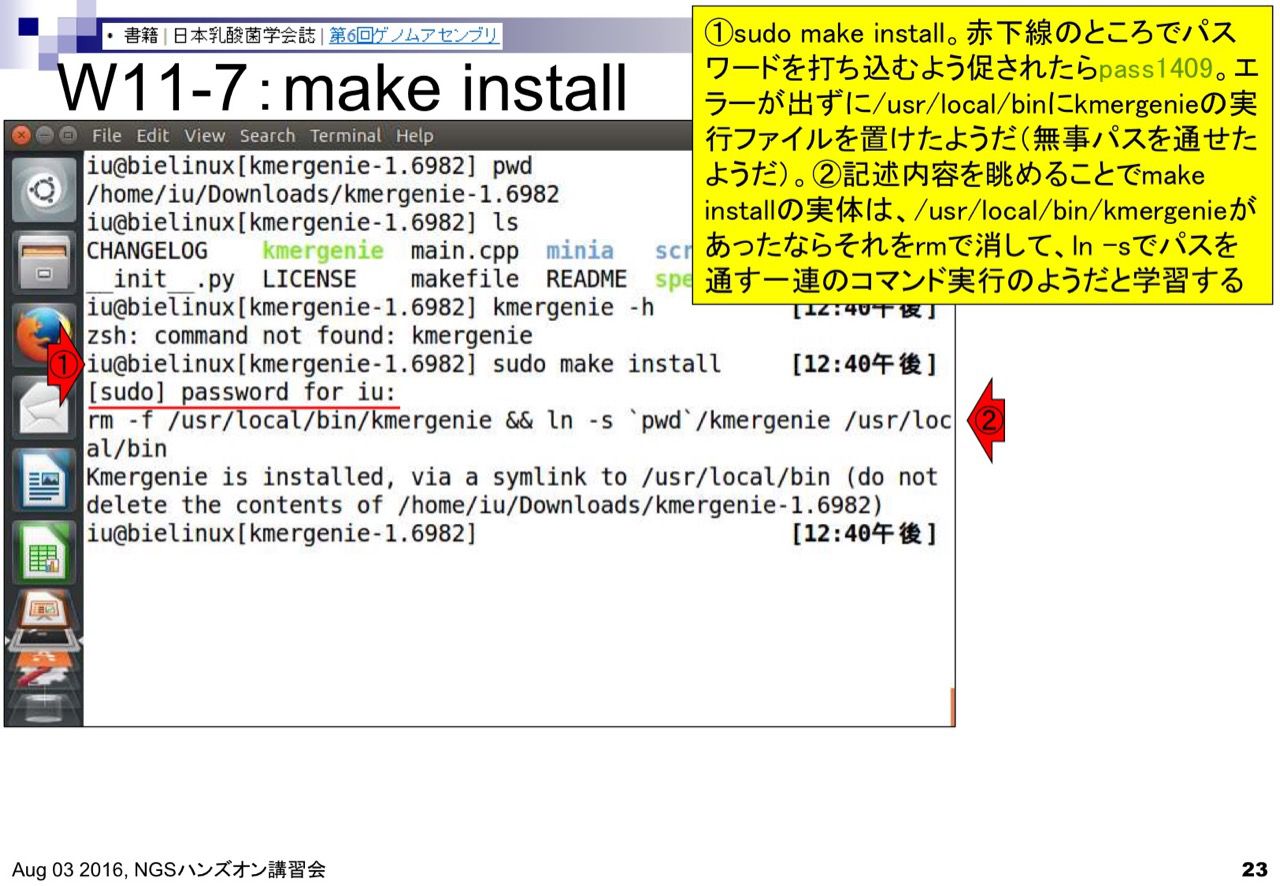 • 書籍 | 日本乳酸菌学会誌 | 第6回ゲノムアセンブリ
W11-7：make install
①sudo make install。赤下線のところでパス
ワードを打ち込むよう促されたらpass1409。エ
ラーが出ずに/usr/local/binにkmergenieの実
行ファイルを置けたようだ（無事パスを通せた
ようだ）。②記述内容を眺めることでmake
installの実体は、/usr/local/bin/kmergenieが
あったならそれをrmで消して、ln –sでパスを
通す一連のコマンド実行のようだと学習する
File Edit View Search Terminal Help
iu@bielinux[kmergenie-1.6982] pwd
/home/iu/Downloads/kmergenie-1.6982
iu@bielinux[kmergenie-1.6982] ls
CHANGELOG kmergenie main.cpp minia scr
__init__.py LICENSE makefile README spe
iu@bielinux[kmergenie-1.6982] kmergenie -h [12:40午後]
zsh: command not found: kmergenie
①
iu@bielinux[kmergenie-1.6982] sudo make install [12:40午後]
[sudo] password for iu:
rm -f /usr/local/bin/kmergenie && ln -s `pwd`/kmergenie /usr/loc
al/bin
②
Kmergenie is installed, via a symlink to /usr/local/bin (do not
delete the contents of /home/iu/Downloads/kmergenie-1.6982)
iu@bielinux[kmergenie-1.6982] [12:40午後]
Aug 03 2016, NGSハンズオン講習会
23